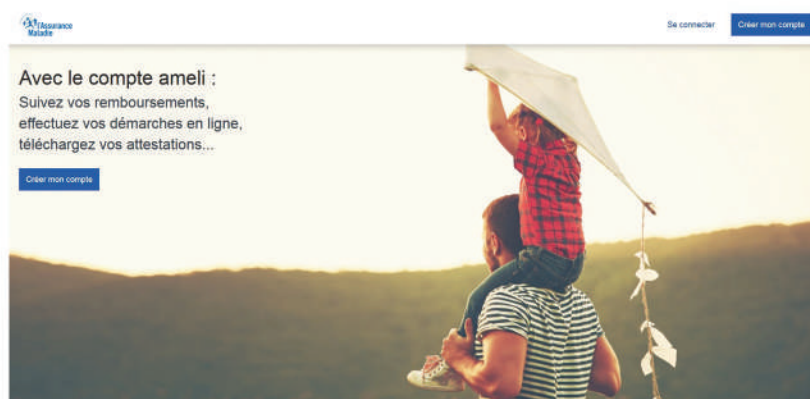 l'Assurance
Maladie
Se connecter
Créer mon compte
Avec le compte ameli :
Suivez vos remboursements,
effectuez vos démarches en ligne,
téléchargez vos attestations...
Créer mon compte